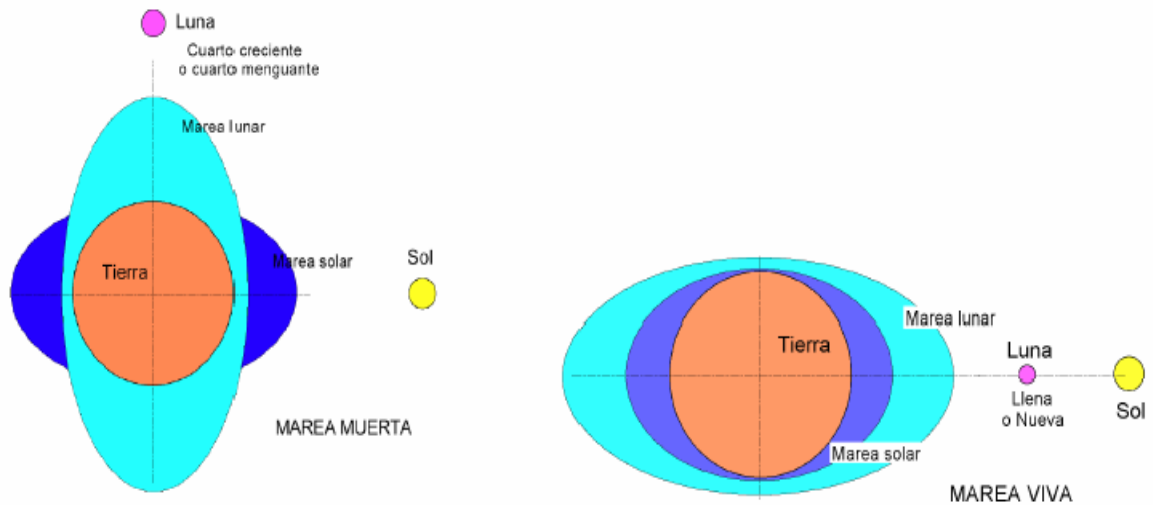 Luna
Cuarto creciente
o cuarto menguante
Marea lunar
Tierra
Marea solar
Sol
MAREA MUERTA
Marea lunar
Tierra
Luna
Llena
o Nueva
Sol
Marea solar
MAREA VIVA